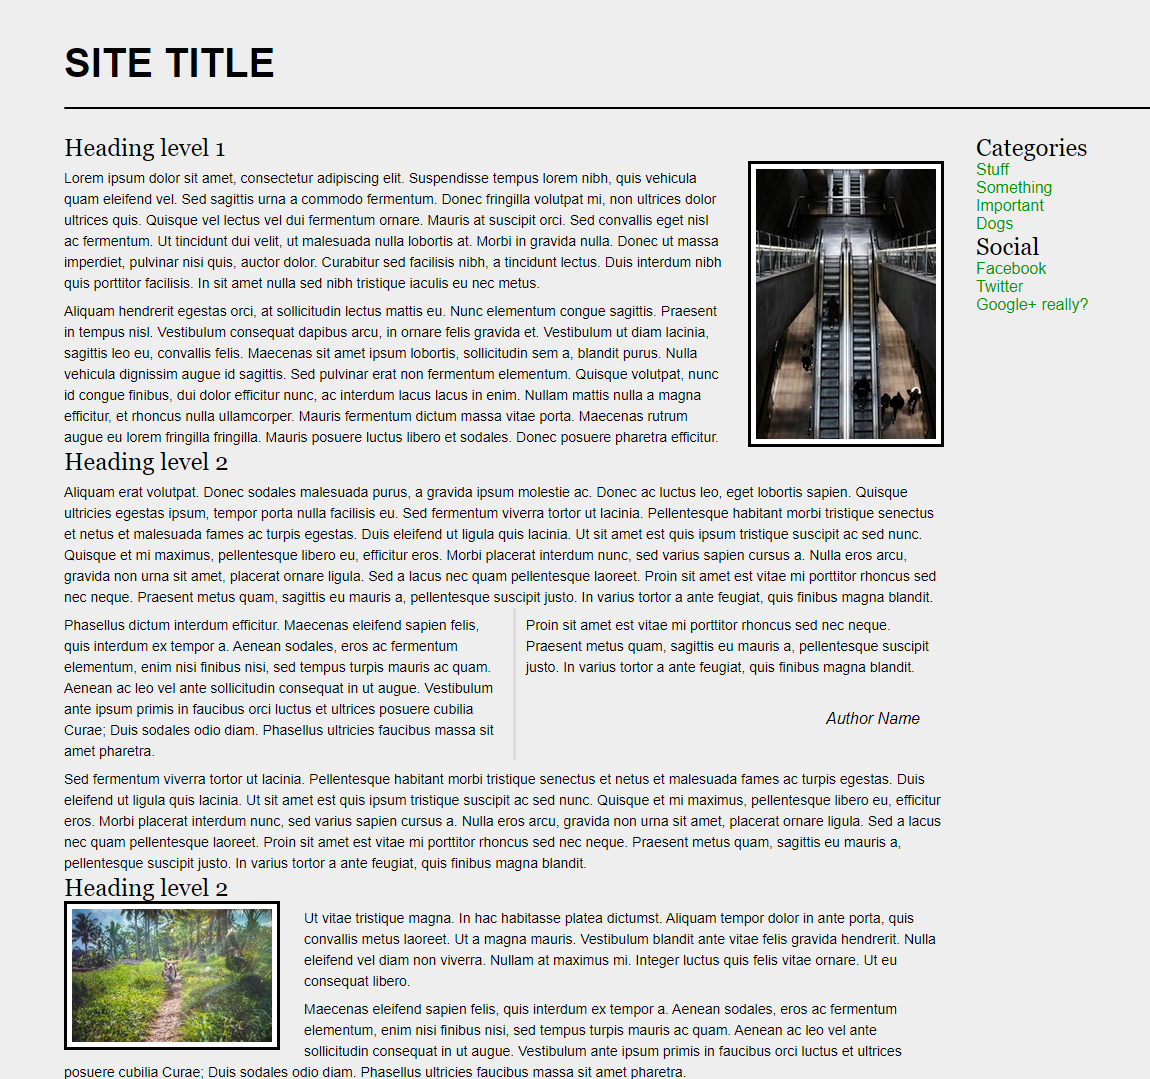 SITE TITLE
Heading level 1
Lorem ipsum dolor sit amet, consectetur adipiscing elit. Suspendisse tempus lorem nibh, quis vehicula
quam eleifend vel. Sed sagittis urna a commodo fermentum. Donec fringilla volutpat mi, non ultrices dolor
ultrices quis. Quisque vel lectus vel dui fermentum ornare. Mauris at suscipit orci. Sed convallis eget nisl
ac fermentum. Ut tincidunt dui velit, ut malesuada nulla lobortis at. Morbi in gravida nulla. Donec ut massa
imperdiet, pulvinar nisi quis, auctor dolor. Curabitur sed facilisis nibh, a tincidunt lectus. Duis interdum nibh
quis porttitor facilisis. In sit amet nulla sed nibh tristique iaculis eu nec metus.
Aliquam hendrerit egestas orci, at sollicitudin lectus mattis eu. Nunc elementum congue sagittis. Praesent
in tempus nisl. Vestibulum consequat dapibus arcu, in ornare felis gravida et. Vestibulum ut diam lacinia,
sagittis leo eu, convallis felis. Maecenas sit amet ipsum lobortis, sollicitudin sem a, blandit purus. Nulla
vehicula dignissim augue id sagittis. Sed pulvinar erat non fermentum elementum. Quisque volutpat, nunc
id congue finibus, dui dolor efficitur nunc, ac interdum lacus lacus in enim. Nullam mattis nulla a magna
efficitur, et rhoncus nulla ullamcorper. Mauris fermentum dictum massa vitae porta. Maecenas rutrum
augue eu lorem fringilla fringilla. Mauris posuere luctus libero et sodales. Donec posuere pharetra efficitur.
Heading level 2
Aliquam erat volutpat. Donec sodales malesuada purus, a gravida ipsum molestie ac. Donec ac luctus leo, eget lobortis sapien. Quisque
ultricies egestas ipsum, tempor porta nulla facilisis eu. Sed fermentum viverra tortor ut lacinia. Pellentesque habitant morbi tristique senectus
et netus et malesuada fames ac turpis egestas. Duis eleifend ut ligula quis lacinia. Ut sit amet est quis ipsum tristique suscipit ac sed nunc.
Quisque et mi maximus, pellentesque libero eu, efficitur eros. Morbi placerat interdum nunc, sed varius sapien cursus a. Nulla eros arcu,
gravida non urna sit amet, placerat ornare ligula. Sed a lacus nec quam pellentesque laoreet. Proin sit amet est vitae mi porttitor rhoncus sed
nec neque. Praesent metus quam, sagittis eu mauris a, pellentesque suscipit justo. In varius tortor a ante feugiat, quis finibus magna blandit.
Phasellus dictum interdum efficitur. Maecenas eleifend sapien felis,
quis interdum ex tempor a. Aenean sodales, eros ac fermentum
elementum, enim nisi finibus nisi, sed tempus turpis mauris ac quam.
Aenean ac leo vel ante sollicitudin consequat in ut augue. Vestibulum
ante ipsum primis in faucibus orci luctus et ultrices posuere cubilia
Curae; Duis sodales odio diam. Phasellus ultricies faucibus massa sit
amet pharetra.
Proin sit amet est vitae mi porttitor rhoncus sed nec neque.
Praesent metus quam, sagittis eu mauris a, pellentesque suscipit
justo. In varius tortor a ante feugiat, quis finibus magna blandit.
Author Name
Sed fermentum viverra tortor ut lacinia. Pellentesque habitant morbi tristique senectus et netus et malesuada fames ac turpis egestas. Duis
eleifend ut ligula quis lacinia. Ut sit amet est quis ipsum tristique suscipit ac sed nunc. Quisque et mi maximus, pellentesque libero eu, efficitur
eros. Morbi placerat interdum nunc, sed varius sapien cursus a. Nulla eros arcu, gravida non urna sit amet, placerat ornare ligula. Sed a lacus
nec quam pellentesque laoreet. Proin sit amet est vitae mi porttitor rhoncus sed nec neque. Praesent metus quam, sagittis eu mauris a,
pellentesque suscipit justo. In varius tortor a ante feugiat, quis finibus magna blandit.
Heading level 2
Ut vitae tristique magna. In hac habitasse platea dictumst. Aliquam tempor dolor in ante porta, quis
convallis metus laoreet. Ut a magna mauris. Vestibulum blandit ante vitae felis gravida hendrerit. Nulla
eleifend vel diam non viverra. Nullam at maximus mi. Integer luctus quis felis vitae ornare. Ut eu
consequat libero.
Maecenas eleifend sapien felis, quis interdum ex tempor a. Aenean sodales, eros ac fermentum
elementum, enim nisi finibus nisi, sed tempus turpis mauris ac quam. Aenean ac leo vel ante
sollicitudin consequat in ut augue. Vestibulum ante ipsum primis in faucibus orci luctus et ultrices
posuere cubilia Curae; Duis sodales odio diam. Phasellus ultricies faucibus massa sit amet pharetra.
Categories
Stuff
Something
Important
Dogs
Social
Facebook
Twitter
Google+ really?